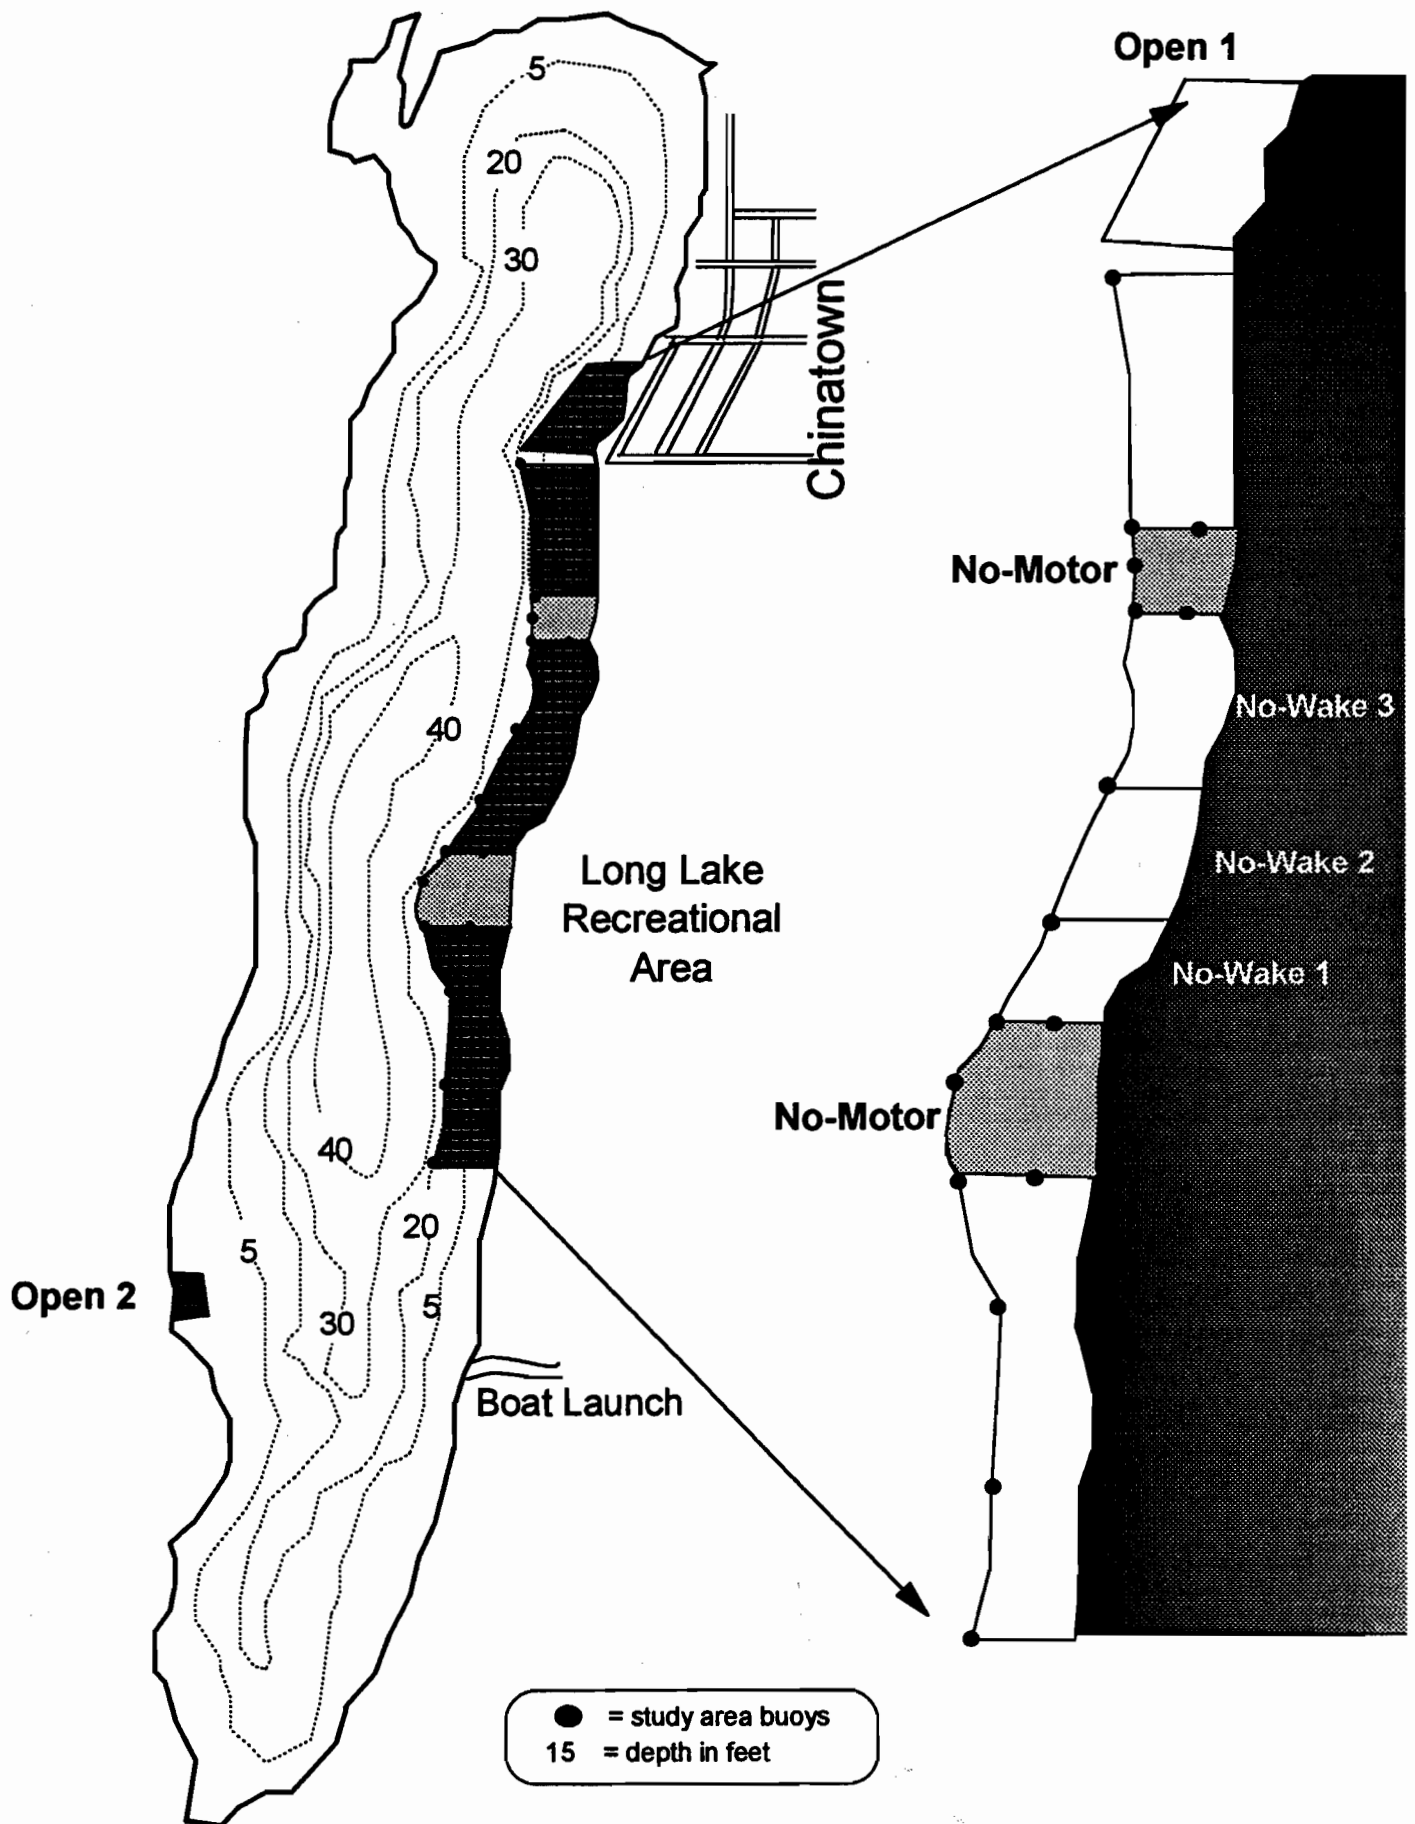 Open 1
5
20
30
Chinatown
No-Motor
No-Wake 3
40
No-Wake 2
Long Lake
Recreational
Area
No-Wake 1
No-Motor
40
20
5
Open 2
5
30
Boat Launch
= study area buoys
15 = depth in feet